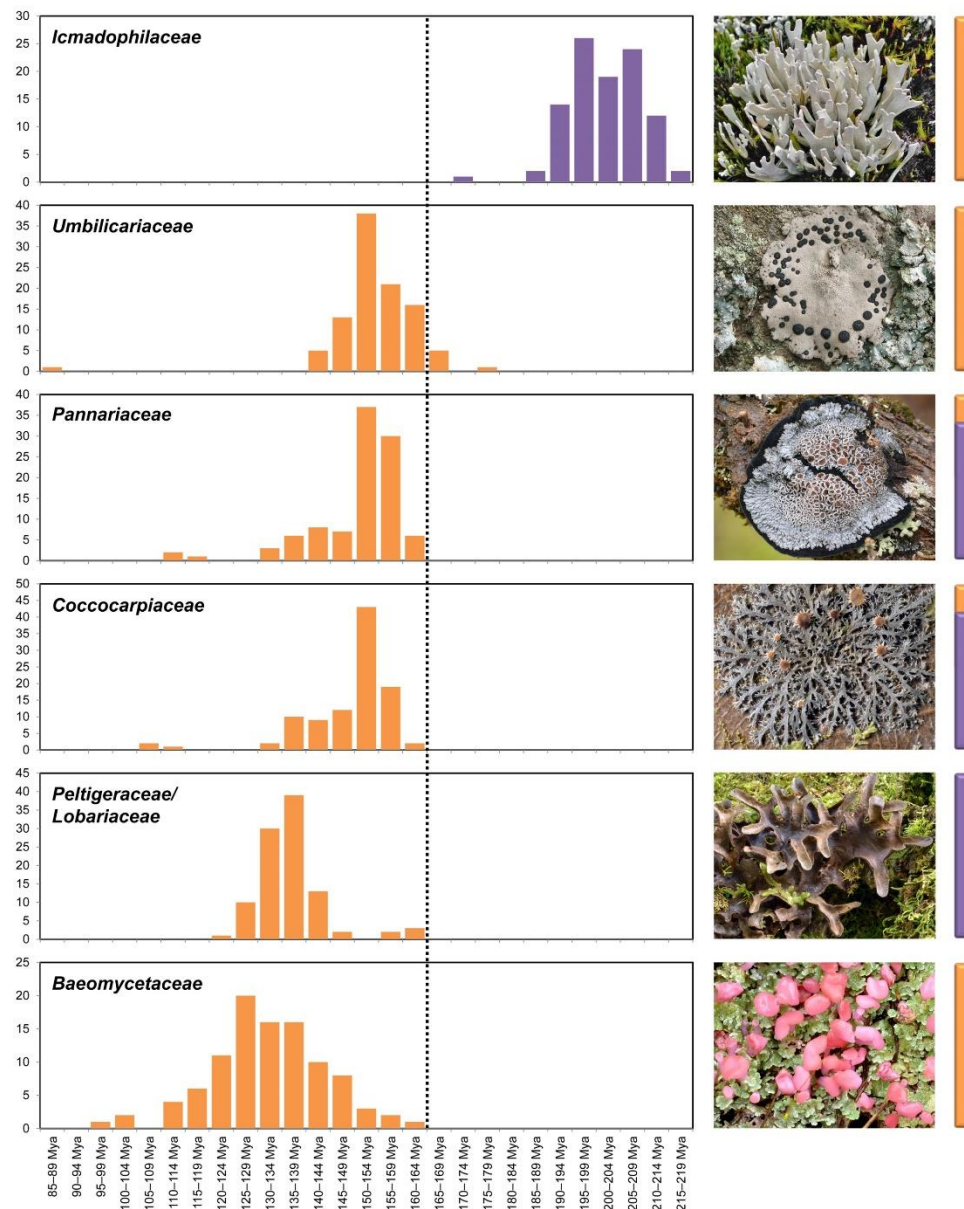 30
25
20
15
10
5
0
Icmadophilaceae
40
35
30
25
20
15
10
5
0
Umbilicariaceae
40
35
30
25
20
15
10
5
0
Pannariaceae
50
45
40
35
30
25
20
15
10
5
0
Coccocarpiaceae
45
40
35
30
25
20
15
10
5
0
Peltigeraceae/
Lobariaceae
25
20
15
10
5
0
Baeomycetaceae
85–89 Mya
90–94 Mya
95–99 Mya
100–104 Mya
105–109 Mya
110–114 Mya
115–119 Mya
120–124 Mya
125–129 Mya
130–134 Mya
135–139 Mya
140–144 Mya
145–149 Mya
150–154 Mya
155–159 Mya
160–164 Mya
165–169 Mya
170–174 Mya
175–179 Mya
180–184 Mya
185–189 Mya
190–194 Mya
195–199 Mya
200–204 Mya
205–209 Mya
210–214 Mya
215–219 Mya